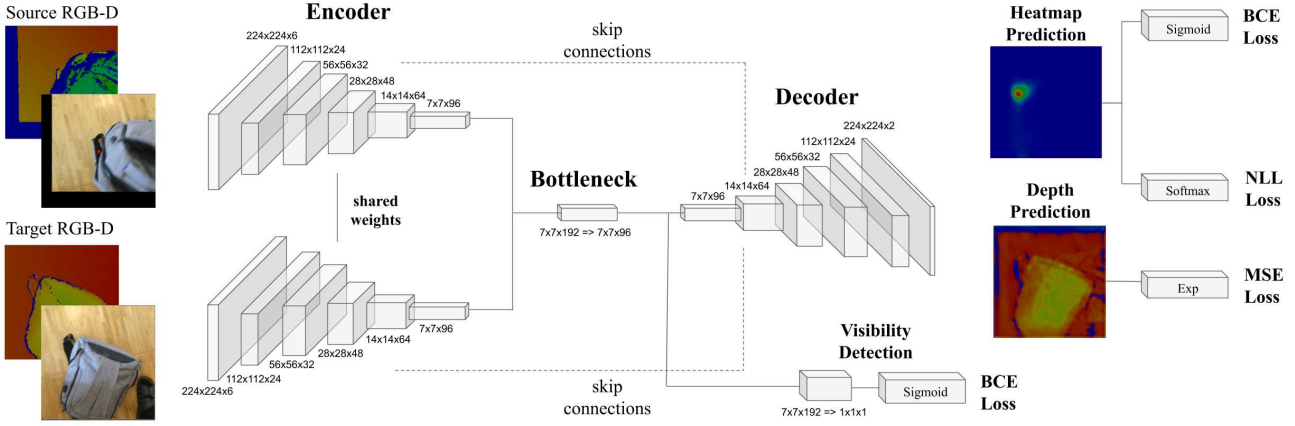 Source RGB-D
Target RGB-D
Encoder
224x224x6
112x112x24
56x56x32
28x28x48
14x14x64
7x7x96
shared
weights
7x7x96
14x14x64
28x28x48
56x56x32
112x112x24
224x224x6
skip
connections
skip
connections
Bottleneck
7x7x192 => 7x7x96
Decoder
224x224x2
112x112x24
56x56x32
28x28x48
14x14x64
7x7x96
Visibility
Detection
7x7x192 => 1x1x1
Sigmoid
BCE
Loss
Heatmap
Prediction
Sigmoid
BCE
Loss
Softmax
NLL
Loss
Depth
Prediction
Exp
MSE
Loss